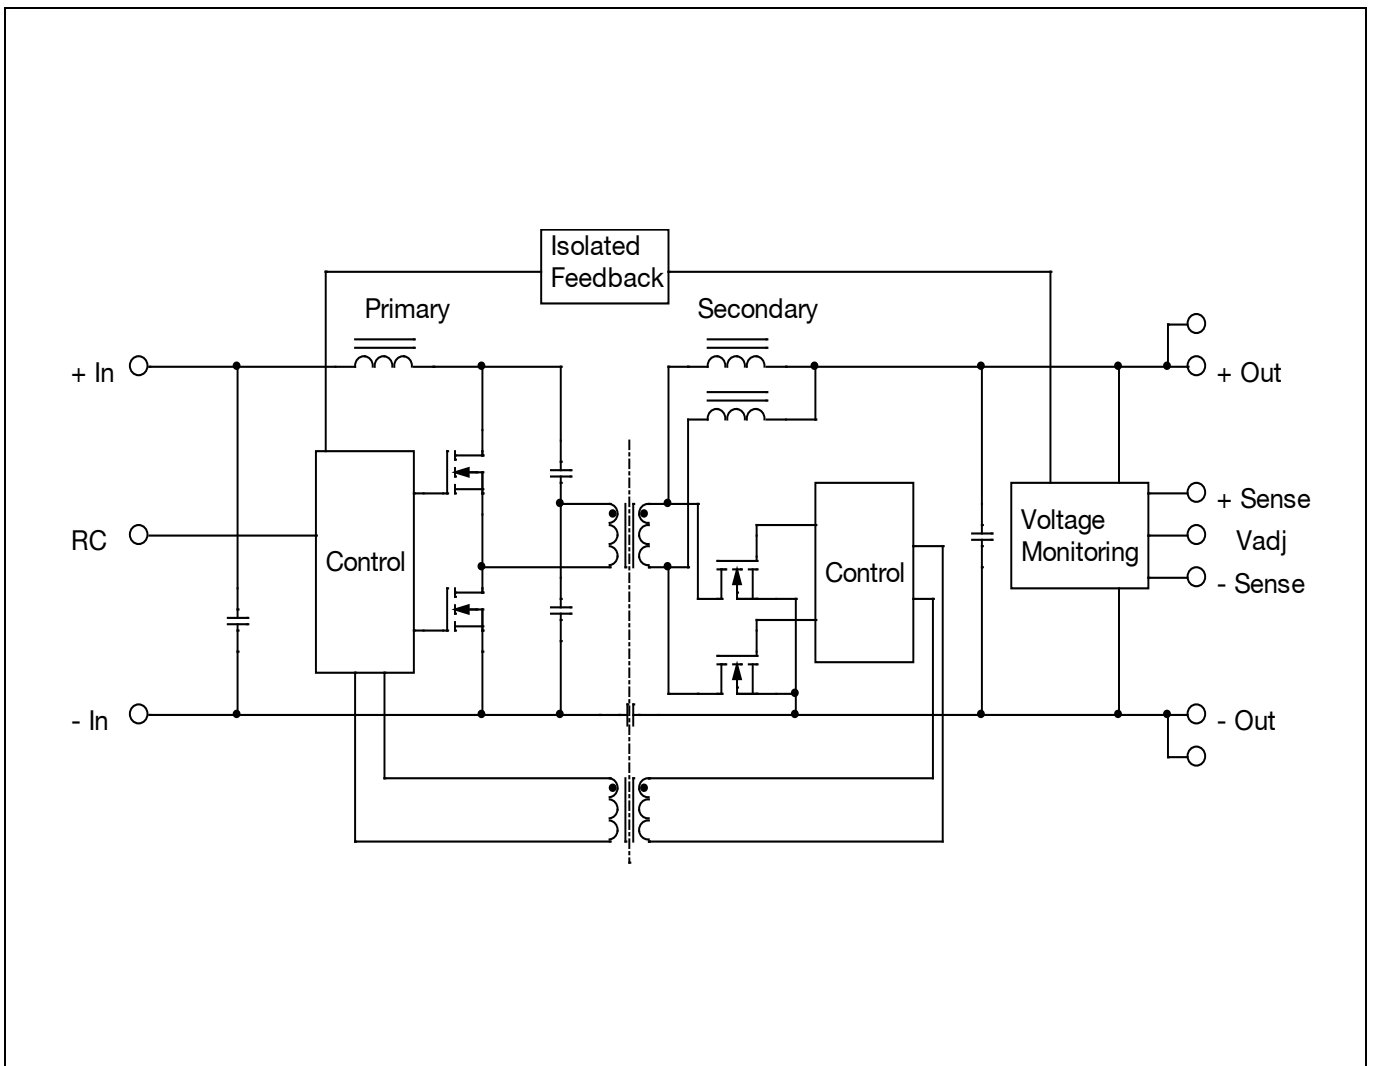 Isolated
Feedback
Primary
Secondary
+ In
+ Out
RC
Control
Control
Voltage
Monitoring
+ Sense
Vadj
- Sense
- In
- Out